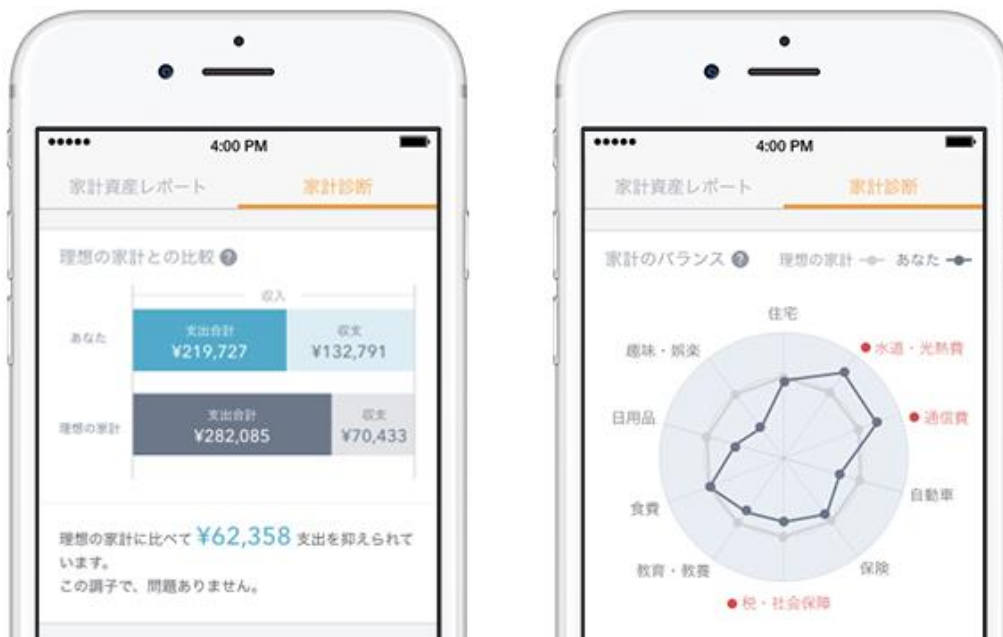 4:00 PM
家計資産レポート
家計診断
理想の家計との比較 ?
収入
あなた
支出合計
¥219,727
収支
¥132,791
理想の家計
支出合計
¥282,085
収支
¥70,433
理想の家計に比べて ¥62,358 支出を抑えられて
います。
この調子で、問題ありません。
4:00 PM
家計資産レポート
家計診断
家計のバランス ?
理想の家計
あなた
住宅
水道・光熱費
通信費
自動車
保険
税・社会保障
教育・教養
食費
日用品
趣味・娯楽